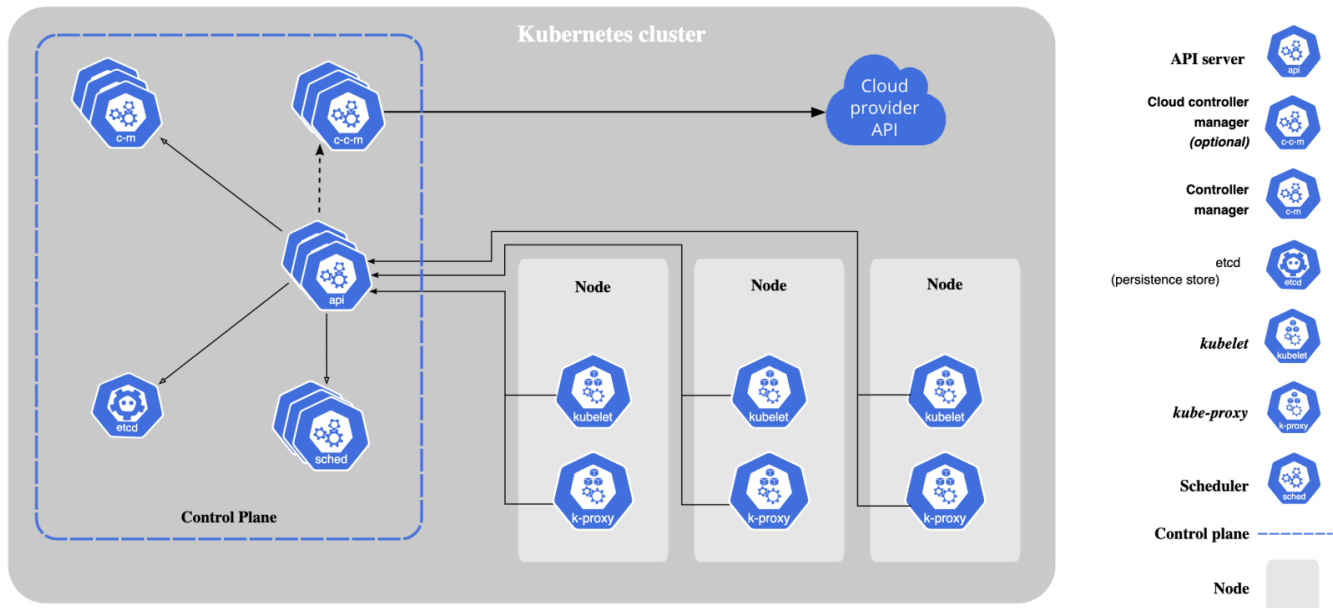 Kubernetes cluster
c-m
c-c-m
Cloud
provider
API
api
etcd
sched
Control Plane
Node
kubelet
k-proxy
Node
kubelet
k-proxy
Node
kubelet
k-proxy
API server
api
Cloud controller
manager
(optional)
c-c-m
Controller
manager
c-m
etcd
(persistence store)
etcd
kubelet
kubelet
kube-proxy
k-proxy
Scheduler
sched
Control plane
Node